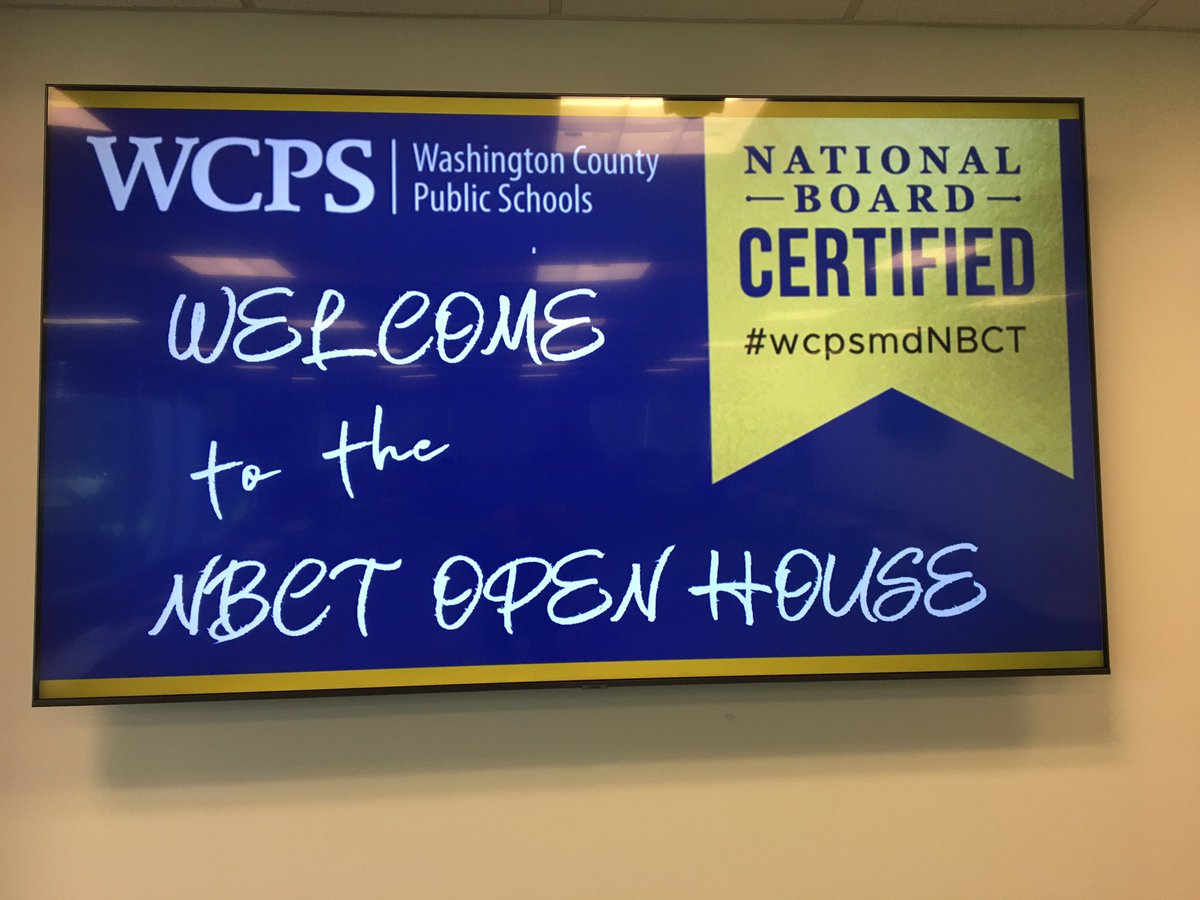 WCPS
Washington County
Public Schools
NATIONAL
BOARD
CERTIFIED
#wcpsmdNBCT
WELCOME
to the
NBCT OPEN HOUSE